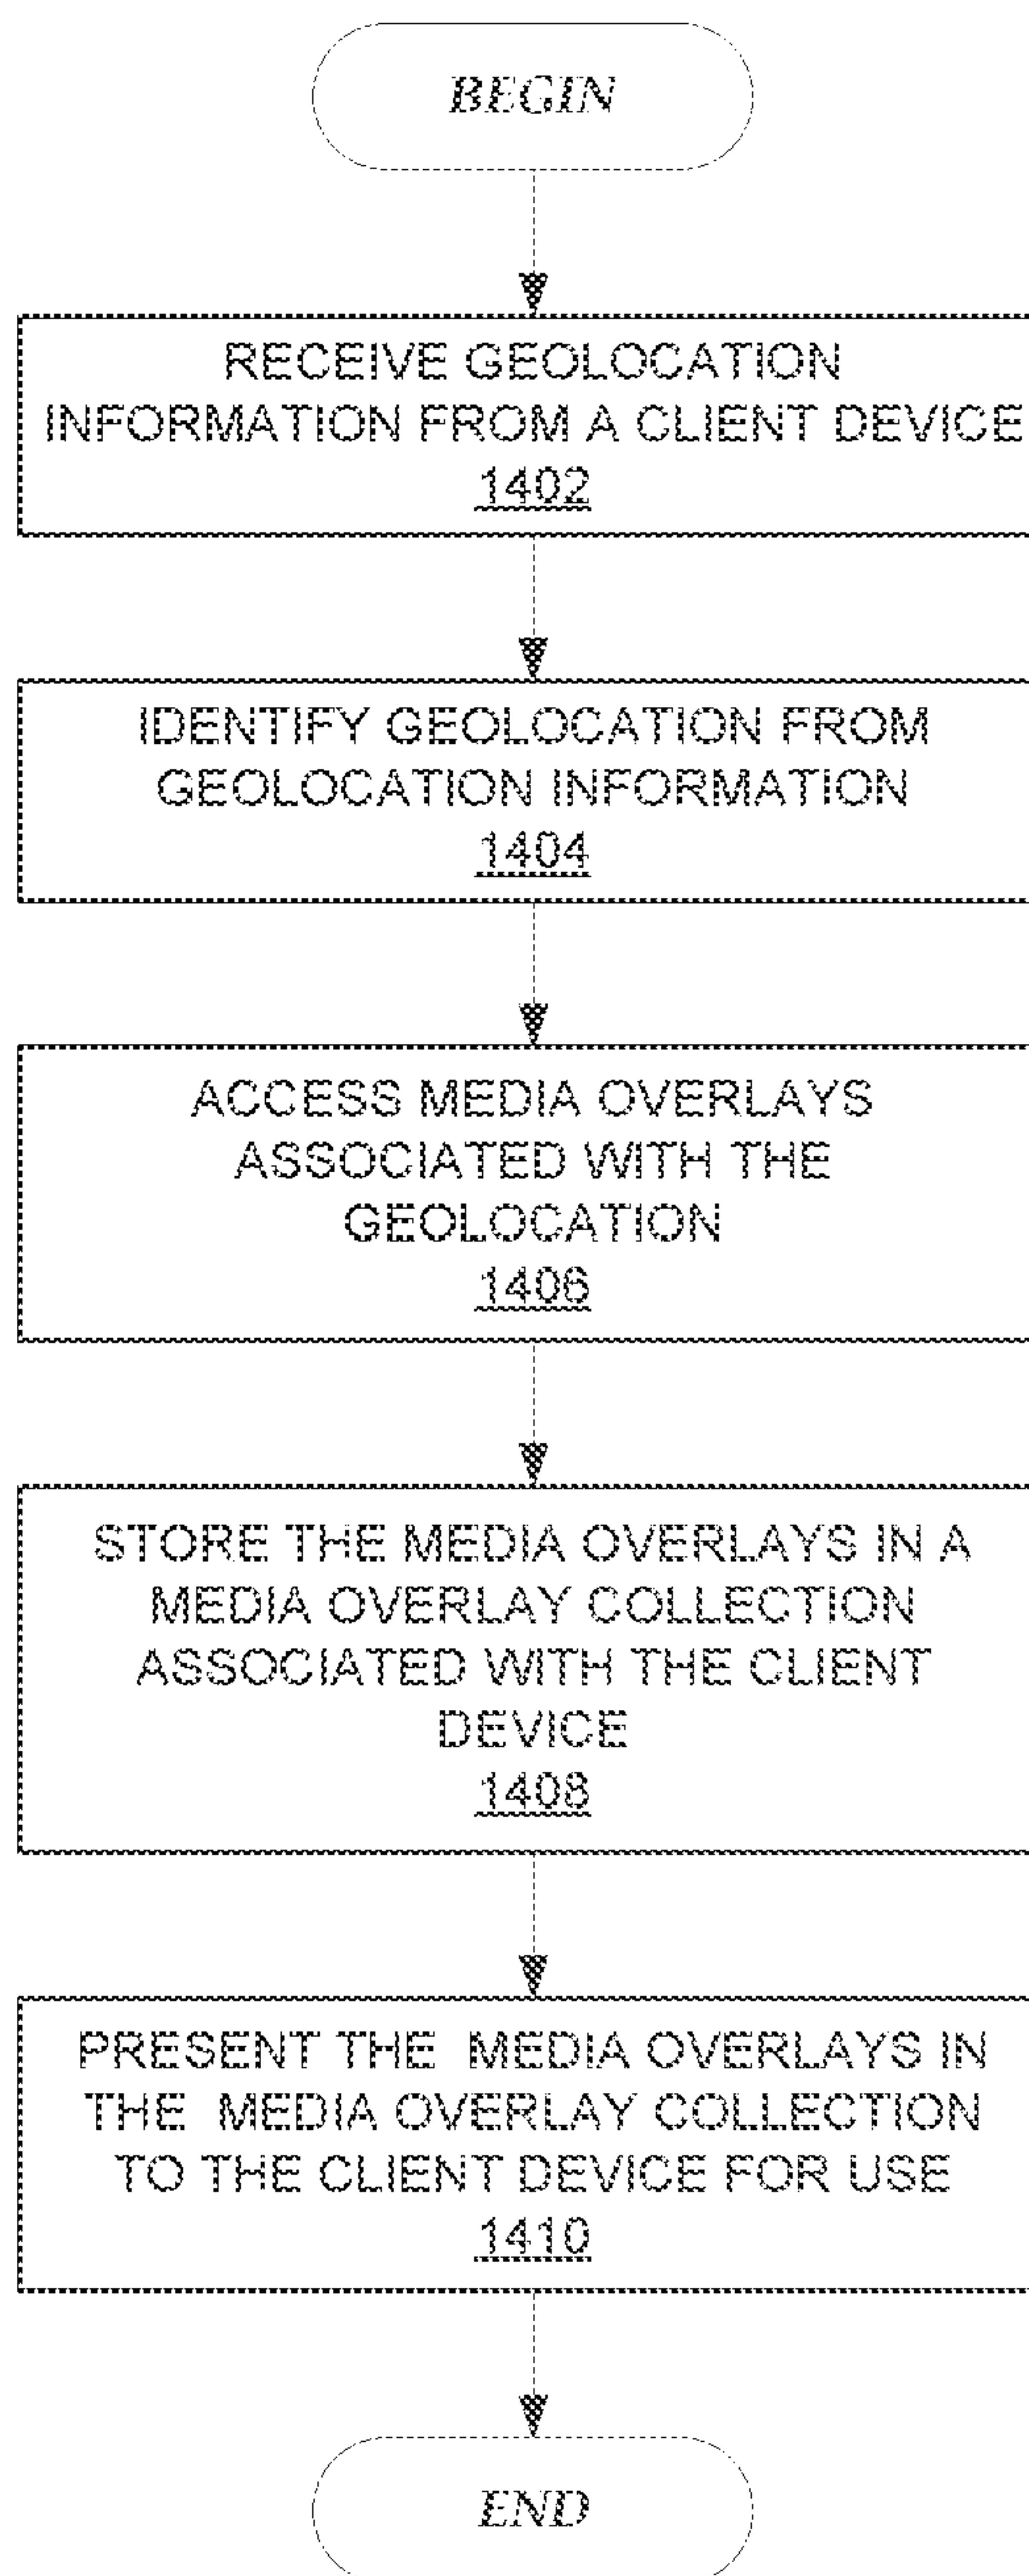 BEGIN
RECEIVE GEOLOCATION
INFORMATION FROM A CLIENT DEVICE
1402
IDENTIFY GEOLOCATION FROM
GEOLOCATION INFORMATION
1404
ACCESS MEDIA OVERLAYS
ASSOCIATED WITH THE
GEOLOCATION
1406
STORE THE MEDIA OVERLAYS IN A
MEDIA OVERLAY COLLECTION
ASSOCIATED WITH THE CLIENT
DEVICE
1408
PRESENT THE MEDIA OVERLAYS IN
THE MEDIA OVERLAY COLLECTION
TO THE CLIENT DEVICE FOR USE
1410
END